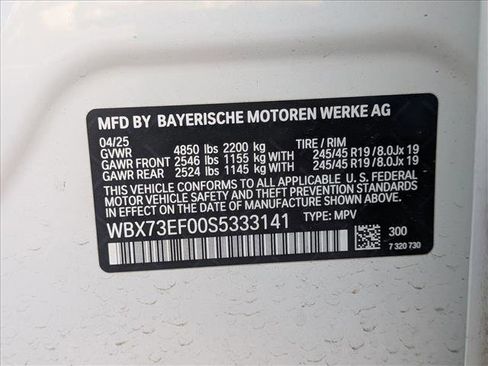 MFD BY BAYERISCHE MOTOREN WERKE AG
04/25
GVWR 4850 lbs 2200 kg TIRE / RIM
GAWR FRONT 2546 lbs 1155 kg WITH 245/45 R19 / 8.0Jx 19
GAWR REAR 2524 lbs 1145 kg WITH 245/45 R19 / 8.0Jx 19
THIS VEHICLE CONFORMS TO ALL APPLICABLE U. S. FEDERAL
MOTOR VEHICLE SAFETY AND THEFT PREVENTION STANDARDS
IN EFFECT ON THE DATE OF MANUFACTURE SHOWN ABOVE.
WBX73EF00S5333141 TYPE: MPV
300
7 320 730